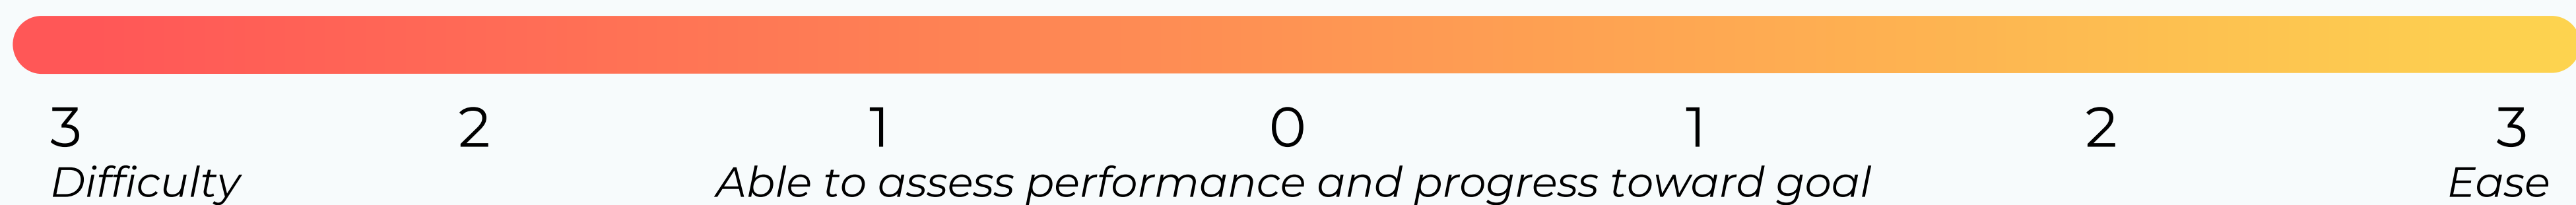 3 2 1 0 1 2 3
Difficulty Able to assess performance and progress toward goal Ease